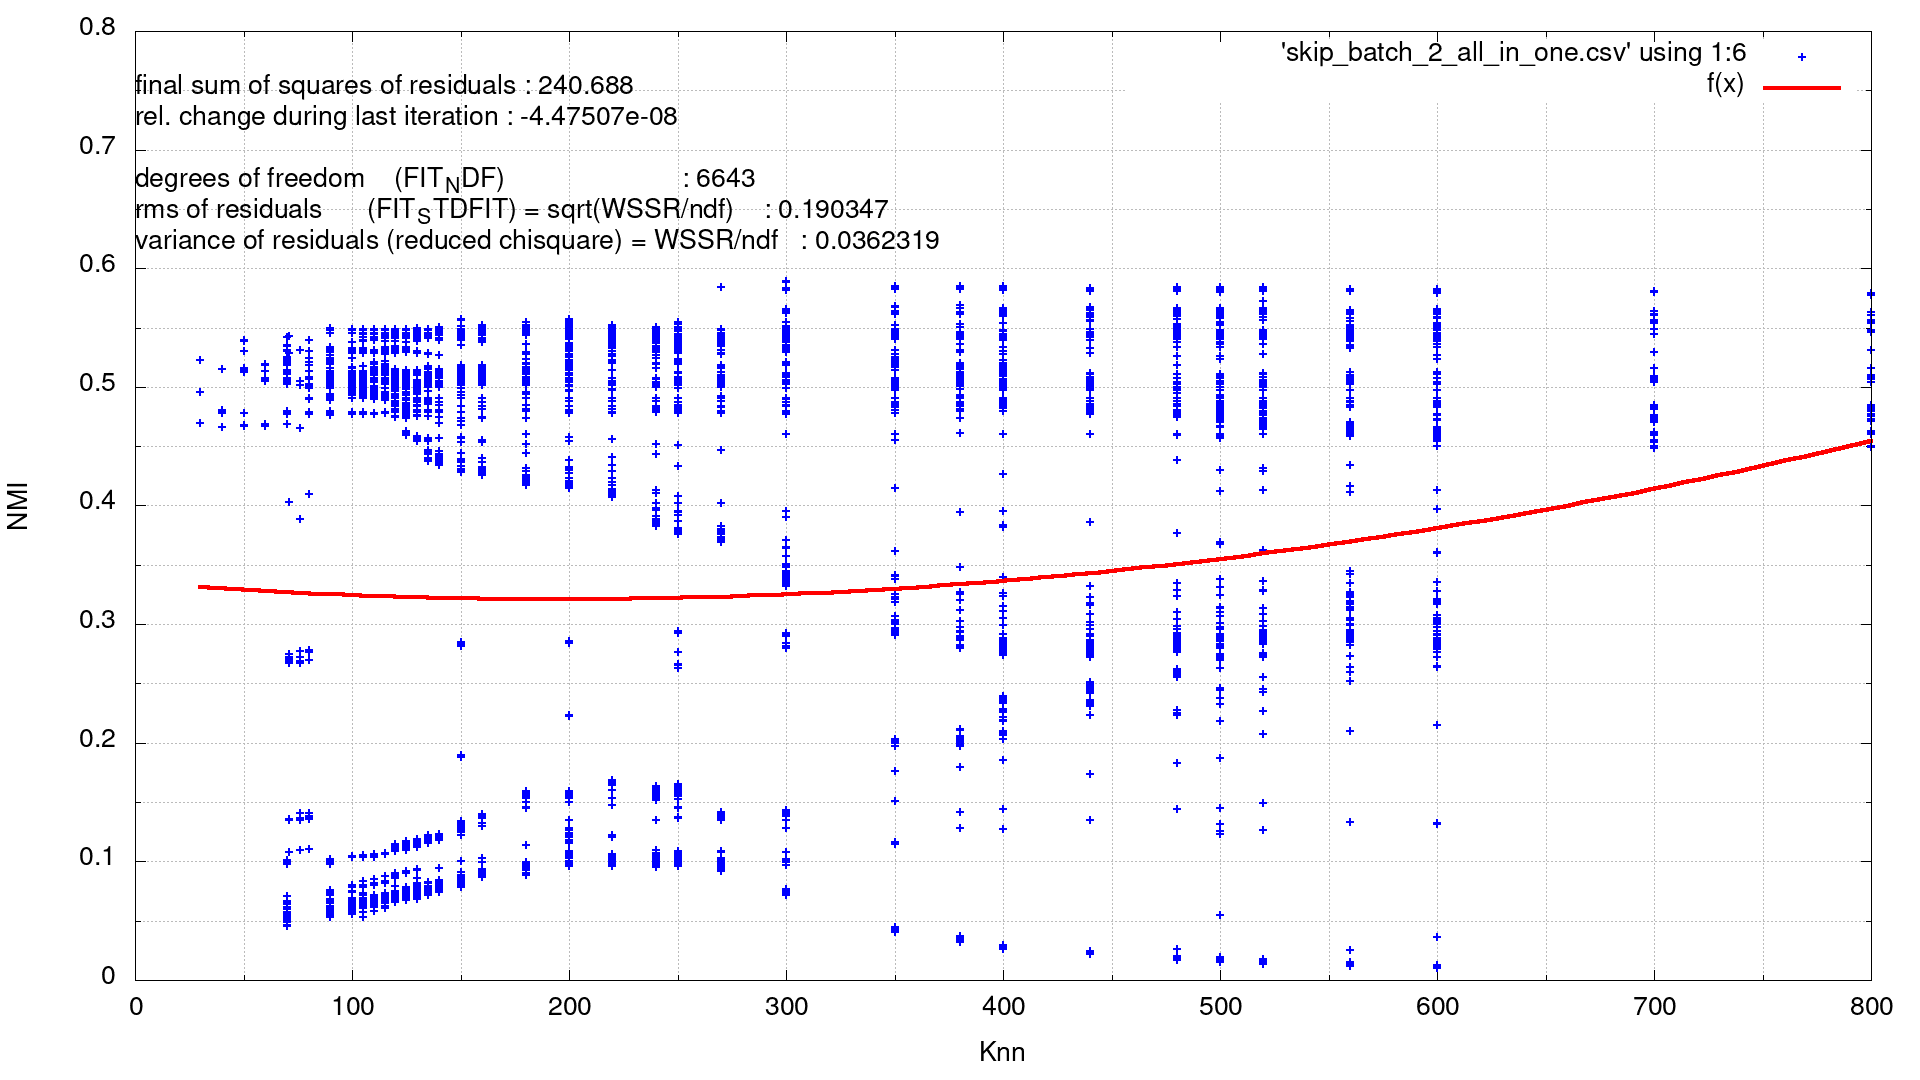 'skip_batch_2_all_in_one.csv' using 1:6
f(x)
final sum of squares of residuals : 240.688
rel. change during last iteration : -4.47507e-08
degrees of freedom (FIT_NDF) : 6643
rms of residuals (FIT_STDFIT) = sqrt(WSSR/ndf) : 0.190347
variance of residuals (reduced chisquare) = WSSR/ndf : 0.0362319
0.8
0.7
0.6
0.5
0.4
0.3
0.2
0.1
0
NMI
0 100 200 300 400 500 600 700 800
Knn